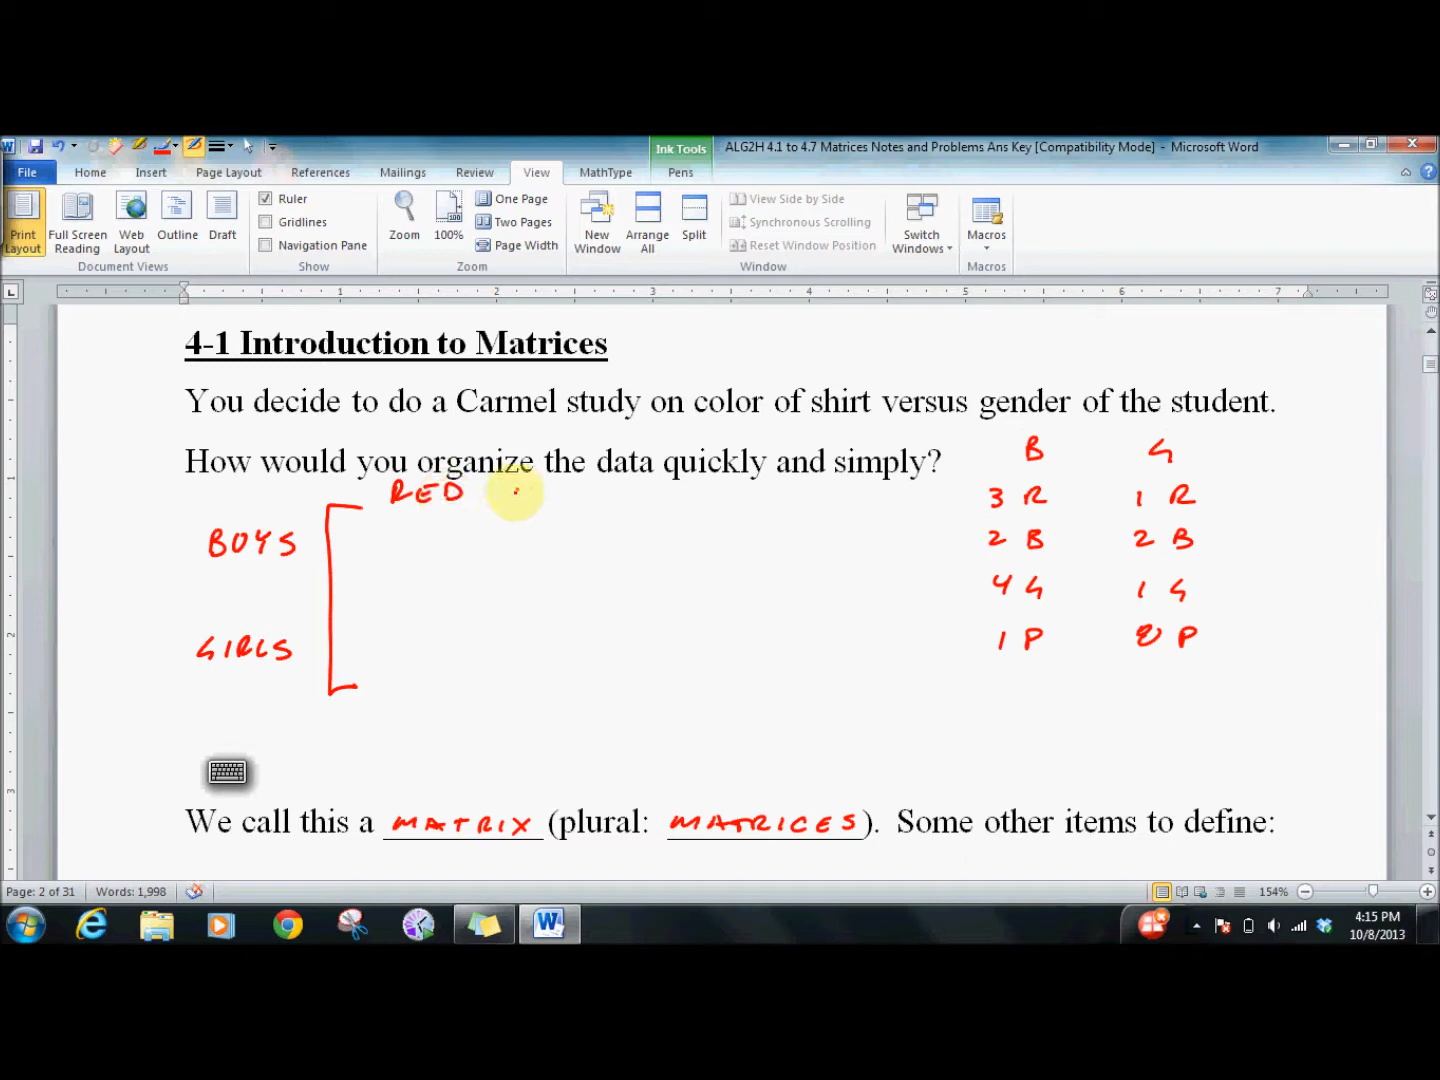 Ink Tools
ALG2H 4.1 to 4.7 Matrices Notes and Problems Ans Key [Compatibility Mode] - Microsoft Word
File Home Insert Page Layout References Mailings Review View MathType Pens
Print Layout
Full Screen Reading
Web Layout
Outline
Draft
Document Views
Ruler
Gridlines
Navigation Pane
Show
Zoom
100%
One Page
Two Pages
Page Width
Zoom
New Window
Arrange All
Split
View Side by Side
Synchronous Scrolling
Reset Window Position
Switch Windows
Window
Macros
Macros
1 2 3 4 5 6 7
4-1 Introduction to Matrices
You decide to do a Carmel study on color of shirt versus gender of the student.
How would you organize the data quickly and simply?
B G
RED
3 R 1 R
BOYS
2 B 2 B
4 G 1 G
GIRLS
1 P P
We call this a MATRIX (plural: MATRICES). Some other items to define:
Page: 2 of 31 Words: 1,998 154%
4:15 PM
10/8/2013